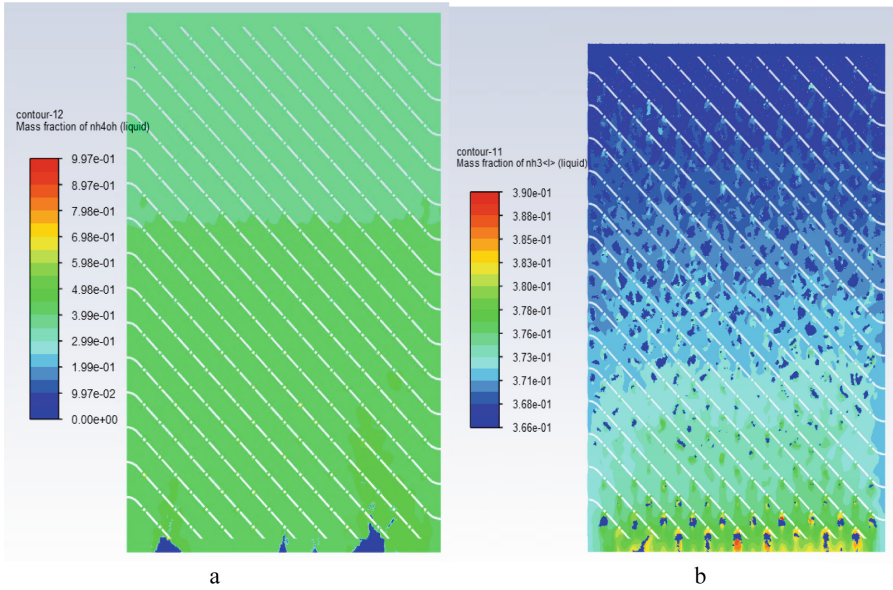 contour-12
Mass fraction of nh4oh (liquid)
9.97e-01
8.97e-01
7.98e-01
6.98e-01
5.98e-01
4.98e-01
3.99e-01
2.99e-01
1.99e-01
9.97e-02
0.00e+00
a
contour-11
Mass fraction of nh3<l> (liquid)
3.90e-01
3.88e-01
3.85e-01
3.83e-01
3.80e-01
3.78e-01
3.76e-01
3.73e-01
3.71e-01
3.68e-01
3.66e-01
b